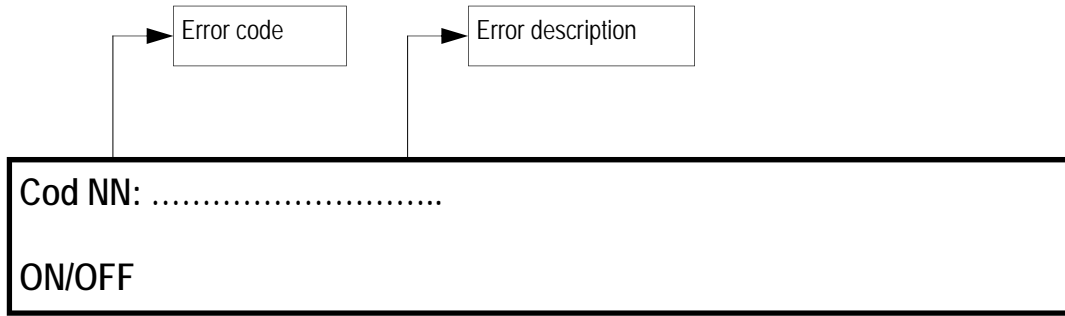 Error code
Error description
Cod NN: ................................
ON/OFF